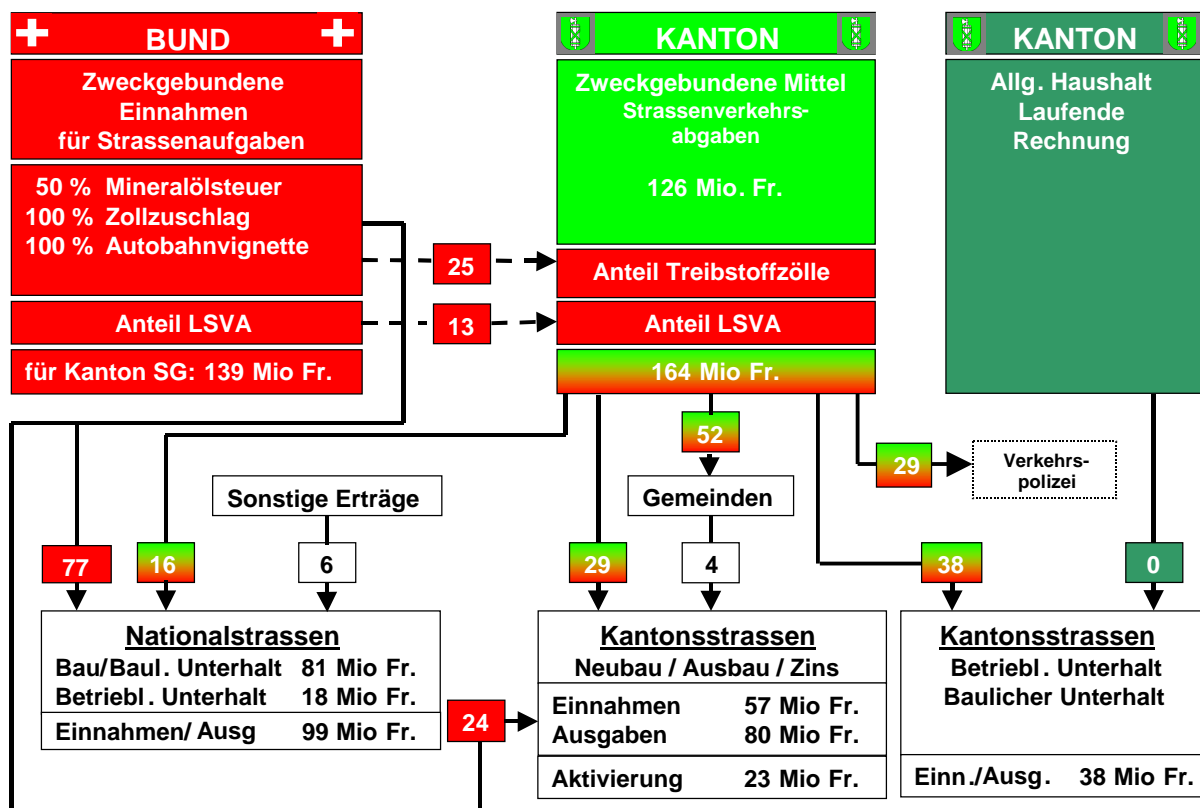 BUND
Zweckgebundene
Einnahmen
für Strassenaufgaben
50 % Mineralölsteuer
100 % Zollzuschlag
100 % Autobahnvignette
Anteil LSVA
für Kanton SG: 139 Mio Fr.
25
13
KANTON
Zweckgebundene Mittel
Strassenverkehrs-
abgaben
126 Mio. Fr.
Anteil Treibstoffzölle
Anteil LSVA
164 Mio Fr.
KANTON
Allg. Haushalt
Laufende
Rechnung
52
29
Verkehrs-
polizei
Sonstige Erträge
Gemeinden
77
16
6
29
4
38
0
Nationalstrassen
Bau/Baul. Unterhalt 81 Mio Fr.
Betriebl. Unterhalt 18 Mio Fr.
Einnahmen/ Ausg 99 Mio Fr.
24
Kantonsstrassen
Neubau / Ausbau / Zins
Einnahmen 57 Mio Fr.
Ausgaben 80 Mio Fr.
Aktivierung 23 Mio Fr.
Kantonsstrassen
Betriebl. Unterhalt
Baulicher Unterhalt
Einn./Ausg. 38 Mio Fr.